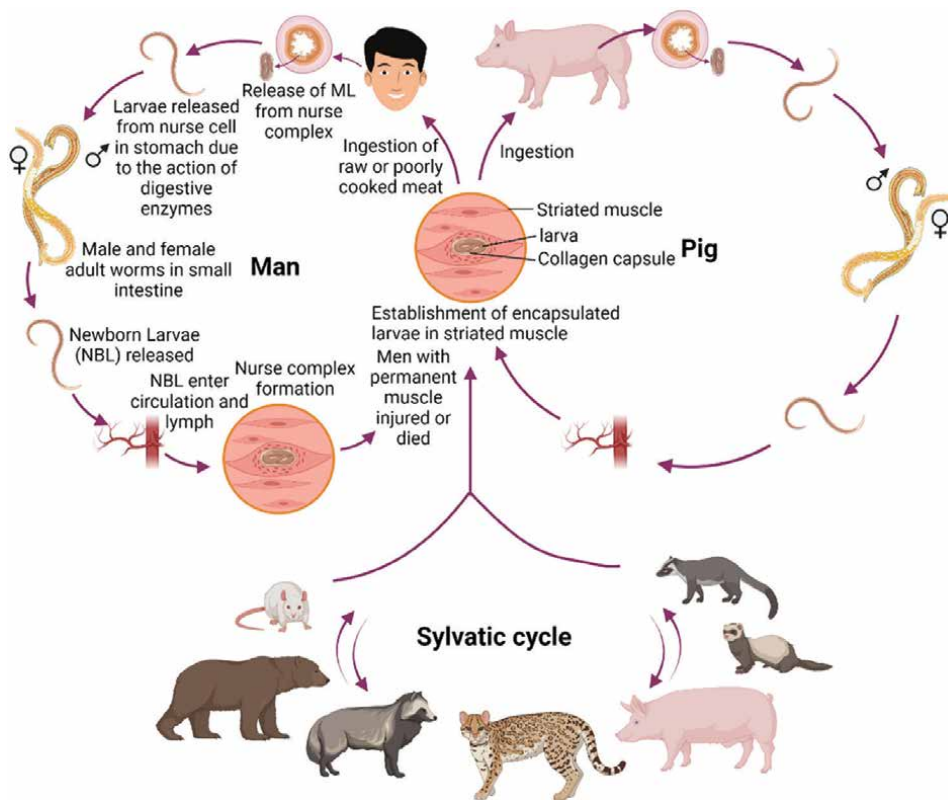 Release of ML
from nurse
complex
Larvae released
from nurse cell
in stomach due
to the action of
digestive
enzymes
♀
♂
Ingestion of
raw or poorly
cooked meat
Ingestion
Striated muscle
larva
Collagen capsule
Man
Pig
♂
♀
Male and female
adult worms in small
intestine
Establishment of encapsulated
larvae in striated muscle
Newborn Larvae
(NBL) released
NBL enter
circulation and
lymph
Nurse complex
formation
Men with
permanent
muscle
injured or
died
Sylvatic cycle